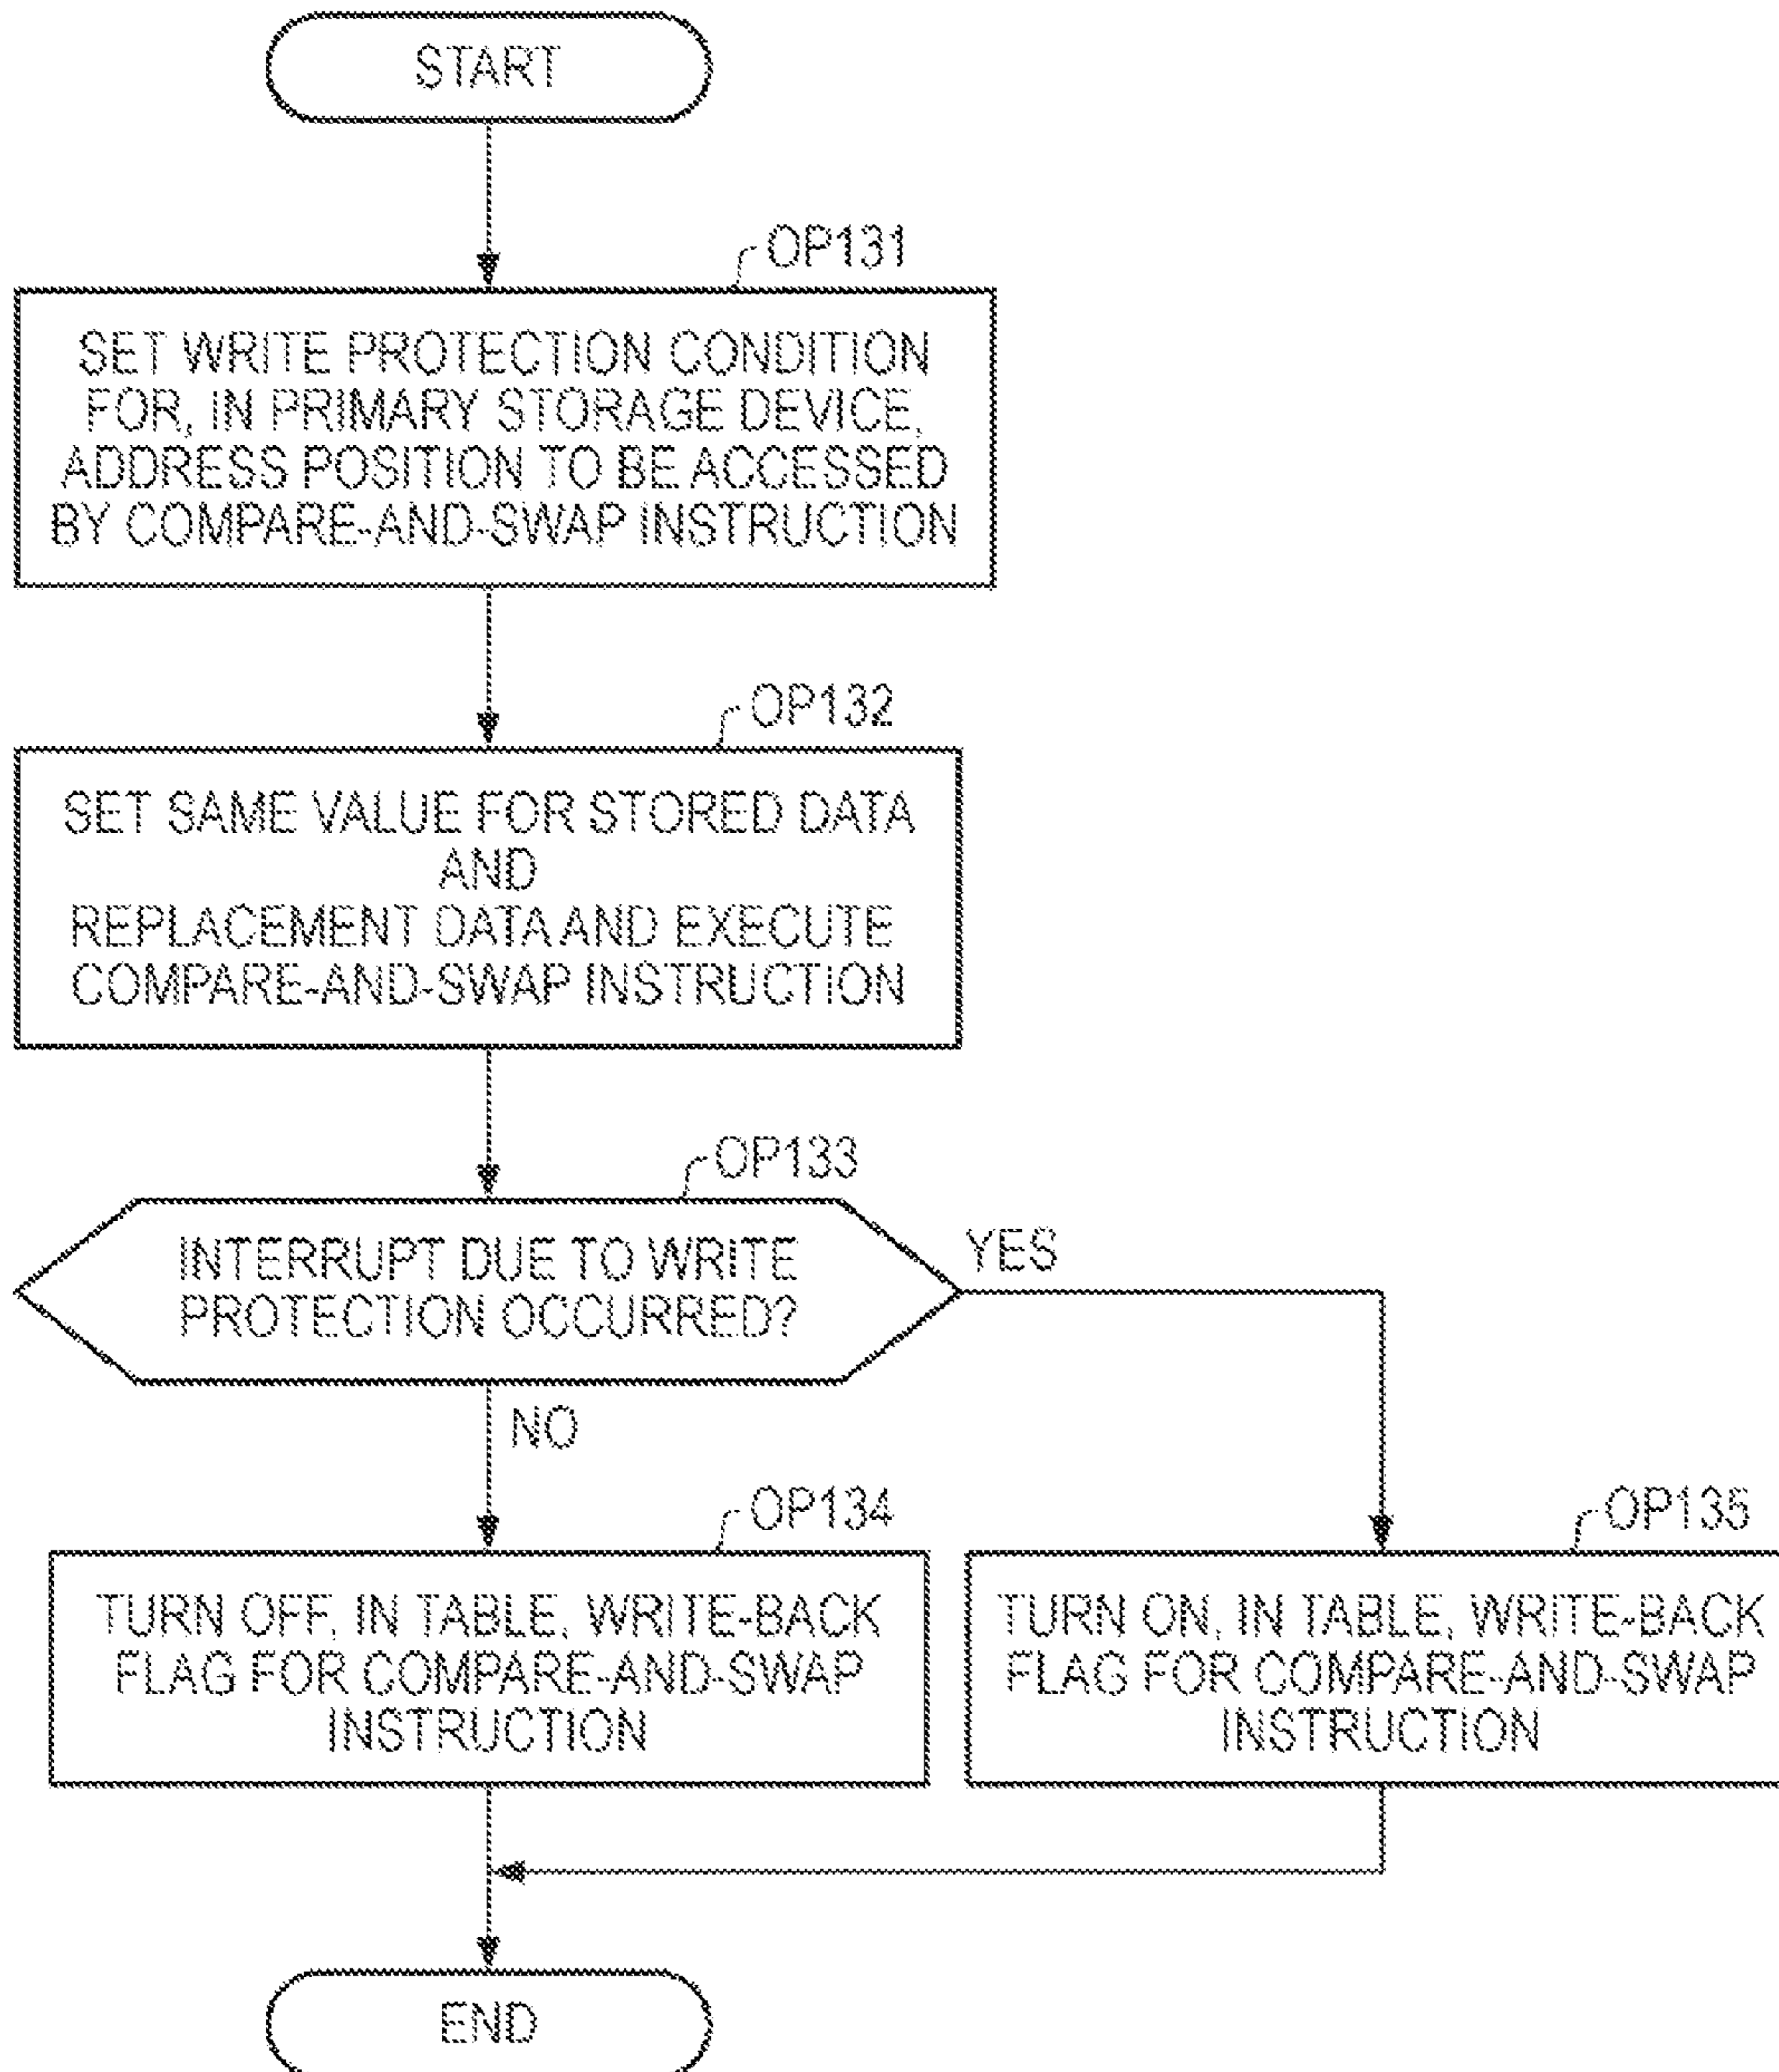 START
OP131
SET WRITE PROTECTION CONDITION
FOR, IN PRIMARY STORAGE DEVICE,
ADDRESS POSITION TO BE ACCESSED
BY COMPARE-AND-SWAP INSTRUCTION
OP132
SET SAME VALUE FOR STORED DATA
AND
REPLACEMENT DATA AND EXECUTE
COMPARE-AND-SWAP INSTRUCTION
OP133
INTERRUPT DUE TO WRITE
PROTECTION OCCURRED?
YES
NO
OP134
TURN OFF, IN TABLE, WRITE-BACK
FLAG FOR COMPARE-AND-SWAP
INSTRUCTION
OP135
TURN ON, IN TABLE, WRITE-BACK
FLAG FOR COMPARE-AND-SWAP
INSTRUCTION
END